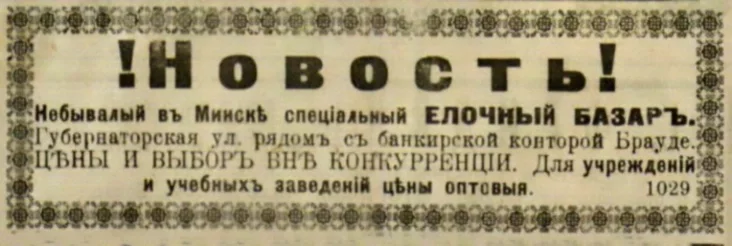 !Новость!
Небывалый въ Минскѣ спеціальный ЕЛОЧНЫЙ БАЗАРЪ.
Губернаторская ул. рядомъ съ банкирской конторой Брауде.
ЦѢНЫ И ВЫБОРЪ ВНѢ КОНКУРРЕНЦІИ. Для учрежденій
и учебныхъ заведеній цѣны оптовыя. 1029